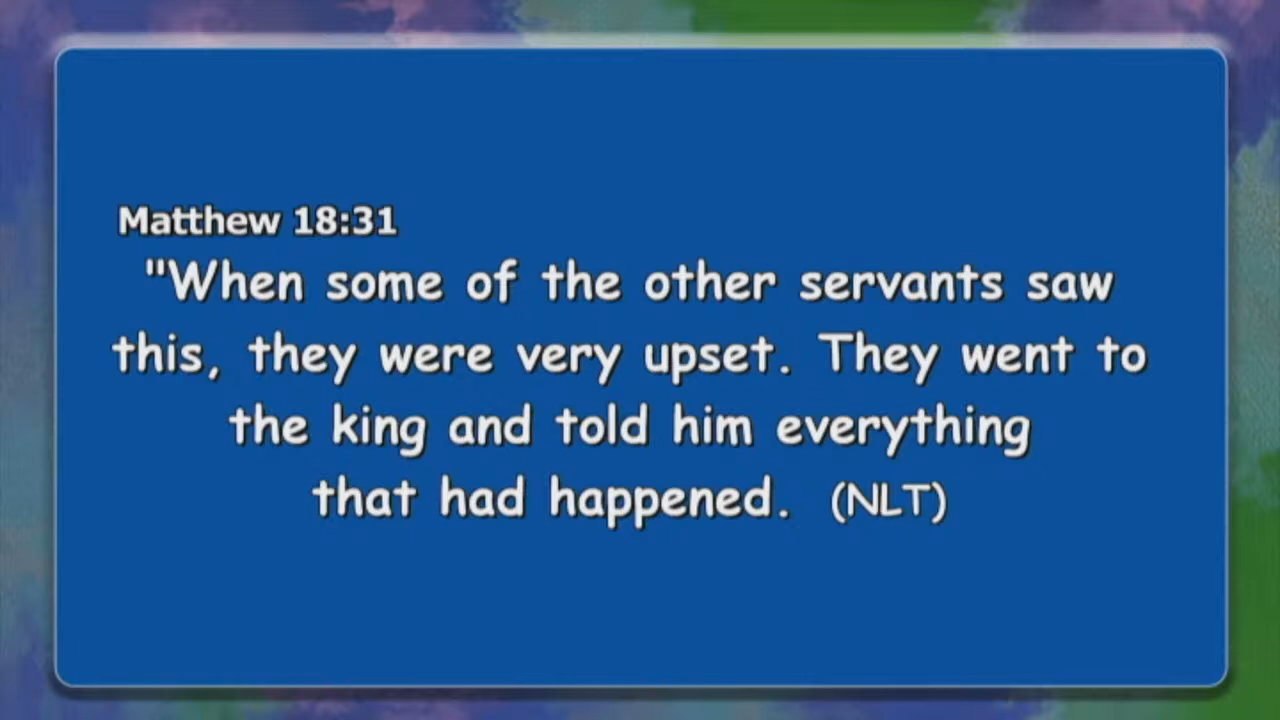 Matthew 18:31
"When some of the other servants saw
this, they were very upset. They went to
the king and told him everything
that had happened. (NLT)